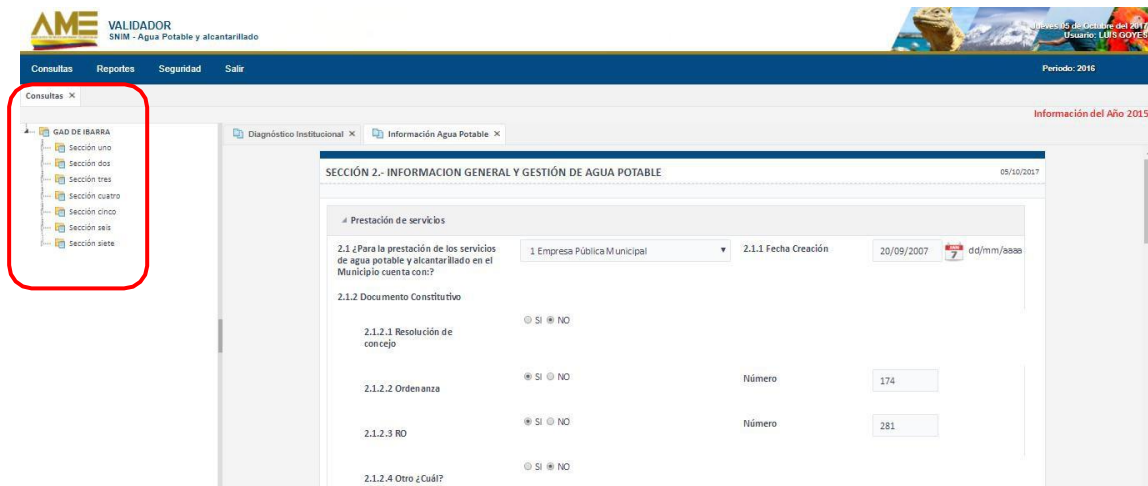 AME
VALIDADOR
SNIM - Agua Potable y alcantarillado
Jueves 05 de Octubre del 2017
Usuario: LUIS GOYES
Consultas Reportes Seguridad Salir Periodo: 2016
Consultas ×
Información del Año 2015
GAD DE IBARRA
Sección uno
Sección dos
Sección tres
Sección cuatro
Sección cinco
Sección seis
Sección siete
Diagnóstico Institucional × Información Agua Potable ×
SECCIÓN 2.- INFORMACION GENERAL Y GESTIÓN DE AGUA POTABLE 05/10/2017
Prestación de servicios
2.1 ¿Para la prestación de los servicios
de agua potable y alcantarillado en el
Municipio cuenta con:?
1 Empresa Pública Municipal
2.1.1 Fecha Creación 20/09/2007 7 dd/mm/aaaa
2.1.2 Documento Constitutivo
2.1.2.1 Resolución de
concejo
SI NO
2.1.2.2 Ordenanza SI NO Número 174
2.1.2.3 RO SI NO Número 281
2.1.2.4 Otro ¿Cuál? SI NO